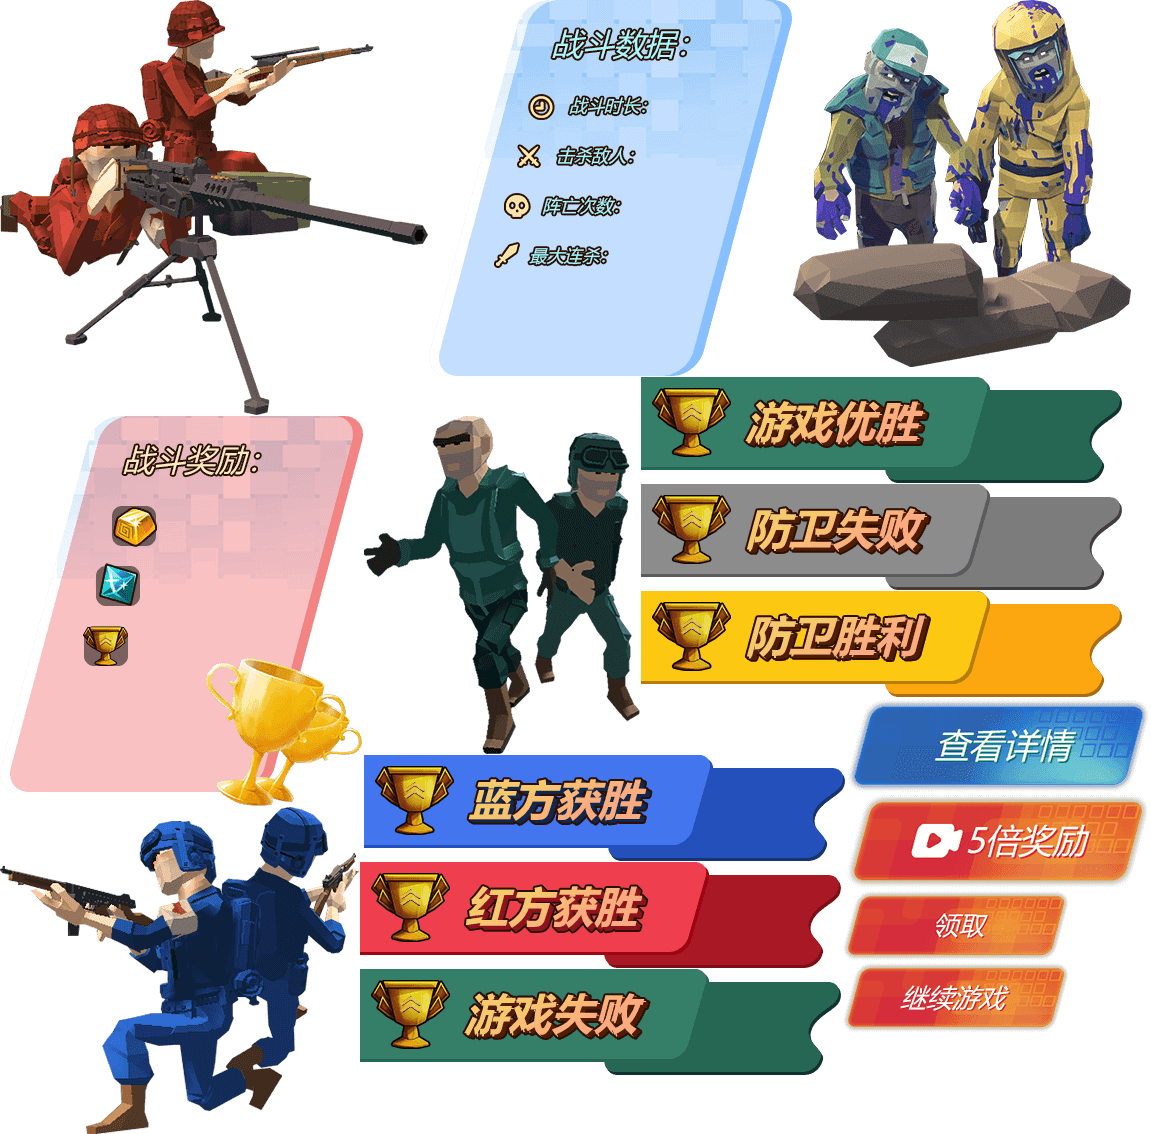 战斗数据:
战斗时长:
击杀敌人:
阵亡次数:
最大连杀:
游戏优胜
战斗奖励:
防卫失败
防卫胜利
查看详情
蓝方获胜
5倍奖励
红方获胜
领取
继续游戏
游戏失败